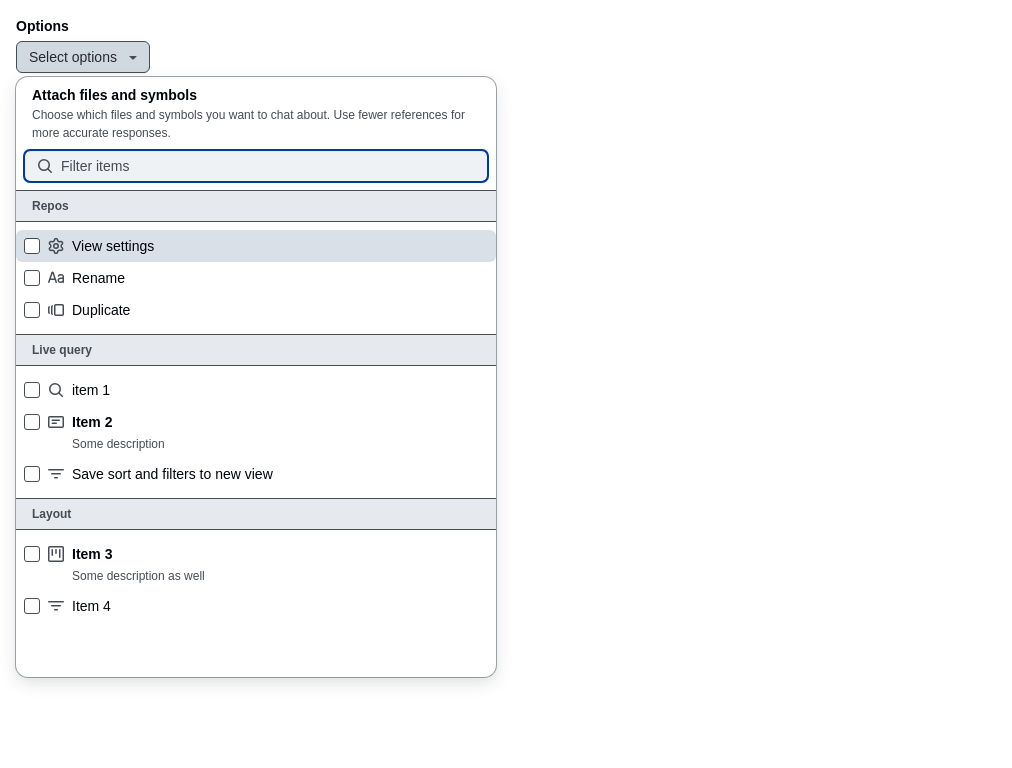 Options
Select options
Attach files and symbols
Choose which files and symbols you want to chat about. Use fewer references for
more accurate responses.
Filter items
Repos
View settings
Rename
Duplicate
Live query
item 1
Item 2
Some description
Save sort and filters to new view
Layout
Item 3
Some description as well
Item 4